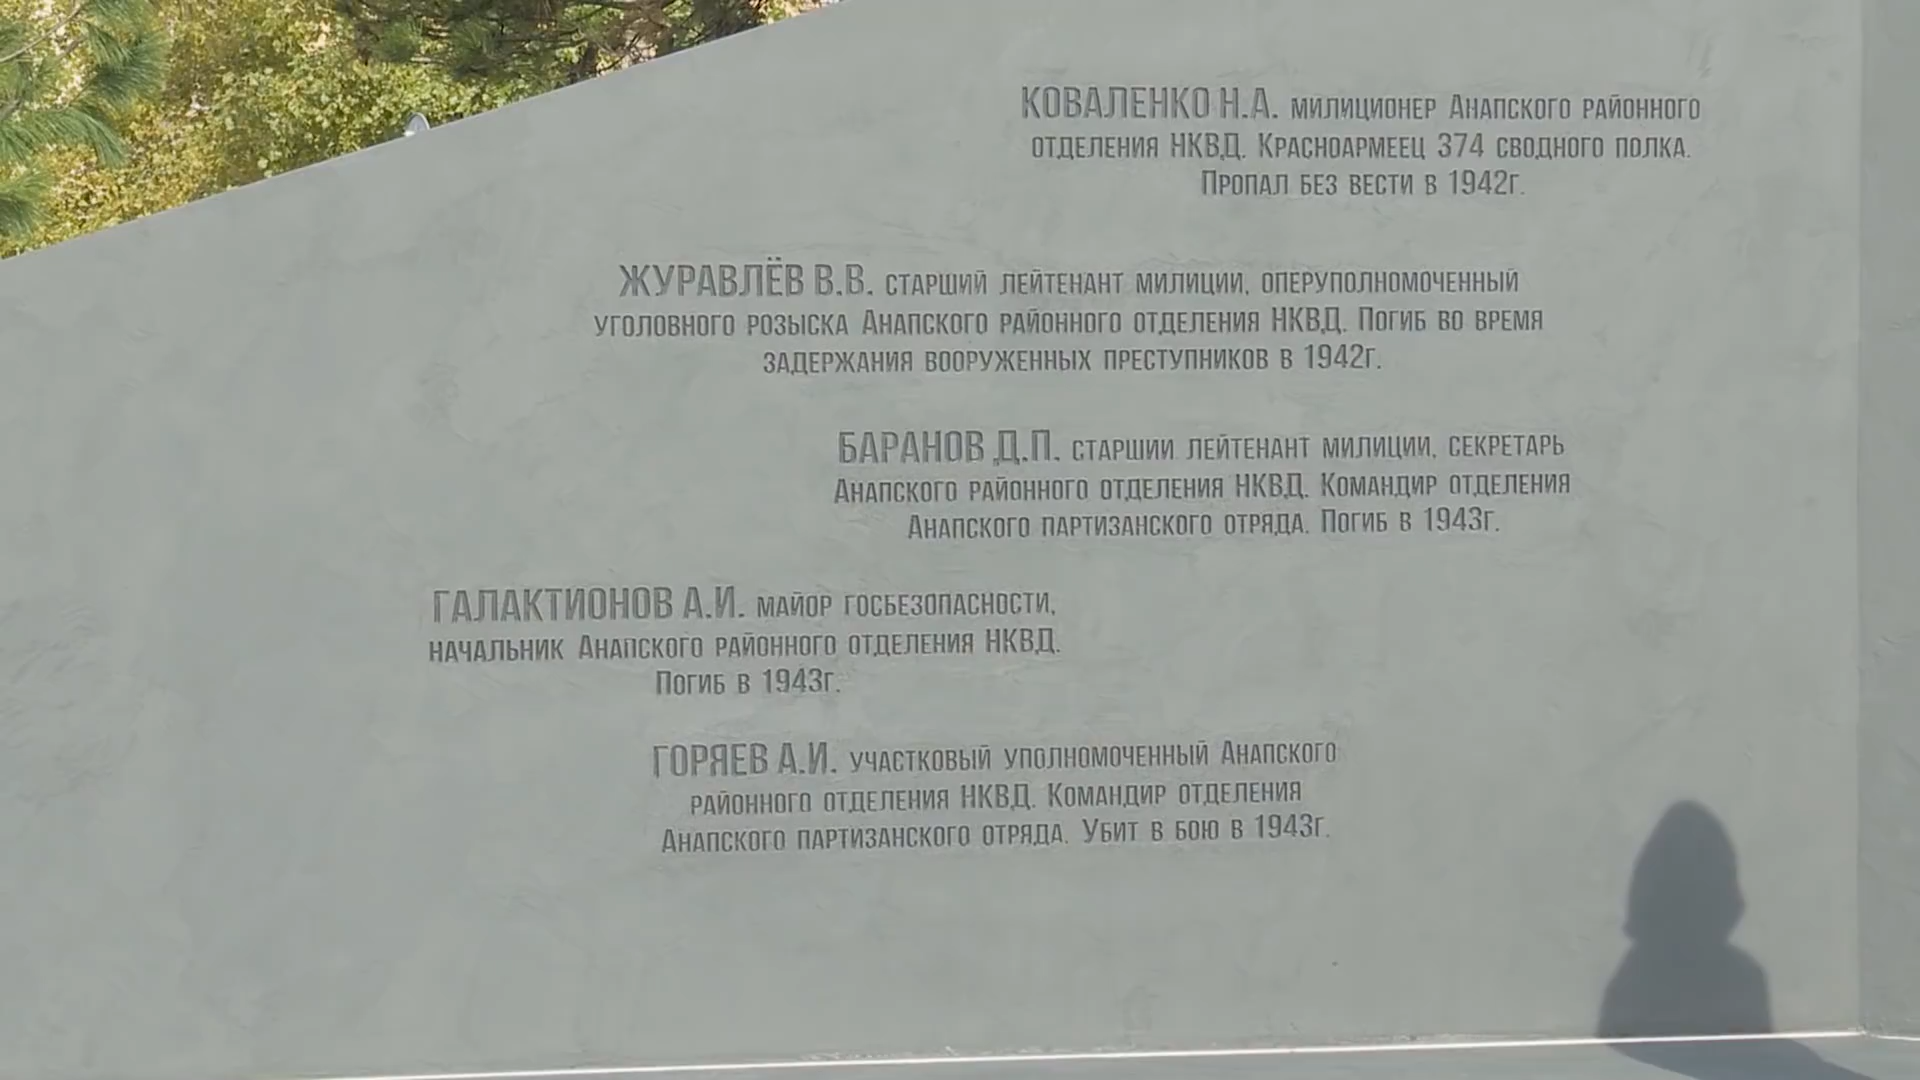 КОВАЛЕНКО Н.А. МИЛИЦИОНЕР АНАПСКОГО РАЙОННОГО
ОТДЕЛЕНИЯ НКВД. КРАСНОАРМЕЕЦ 374 СВОДНОГО ПОЛКА.
ПРОПАЛ БЕЗ ВЕСТИ В 1942Г.
ЖУРАВЛЁВ В.В. СТАРШИЙ ЛЕЙТЕНАНТ МИЛИЦИИ, ОПЕРУПОЛНОМОЧЕННЫЙ
УГОЛОВНОГО РОЗЫСКА АНАПСКОГО РАЙОННОГО ОТДЕЛЕНИЯ НКВД. ПОГИБ ВО ВРЕМЯ
ЗАДЕРЖАНИЯ ВООРУЖЕННЫХ ПРЕСТУПНИКОВ В 1942Г.
БАРАНОВ Д.П. СТАРШИЙ ЛЕЙТЕНАНТ МИЛИЦИИ, СЕКРЕТАРЬ
АНАПСКОГО РАЙОННОГО ОТДЕЛЕНИЯ НКВД. КОМАНДИР ОТДЕЛЕНИЯ
АНАПСКОГО ПАРТИЗАНСКОГО ОТРЯДА. ПОГИБ В 1943Г.
ГАЛАКТИОНОВ А.И. МАЙОР ГОСБЕЗОПАСНОСТИ,
НАЧАЛЬНИК АНАПСКОГО РАЙОННОГО ОТДЕЛЕНИЯ НКВД.
ПОГИБ В 1943Г.
ГОРЯЕВ А.И. УЧАСТКОВЫЙ УПОЛНОМОЧЕННЫЙ АНАПСКОГО
РАЙОННОГО ОТДЕЛЕНИЯ НКВД. КОМАНДИР ОТДЕЛЕНИЯ
АНАПСКОГО ПАРТИЗАНСКОГО ОТРЯДА. УБИТ В БОЮ В 1943Г.